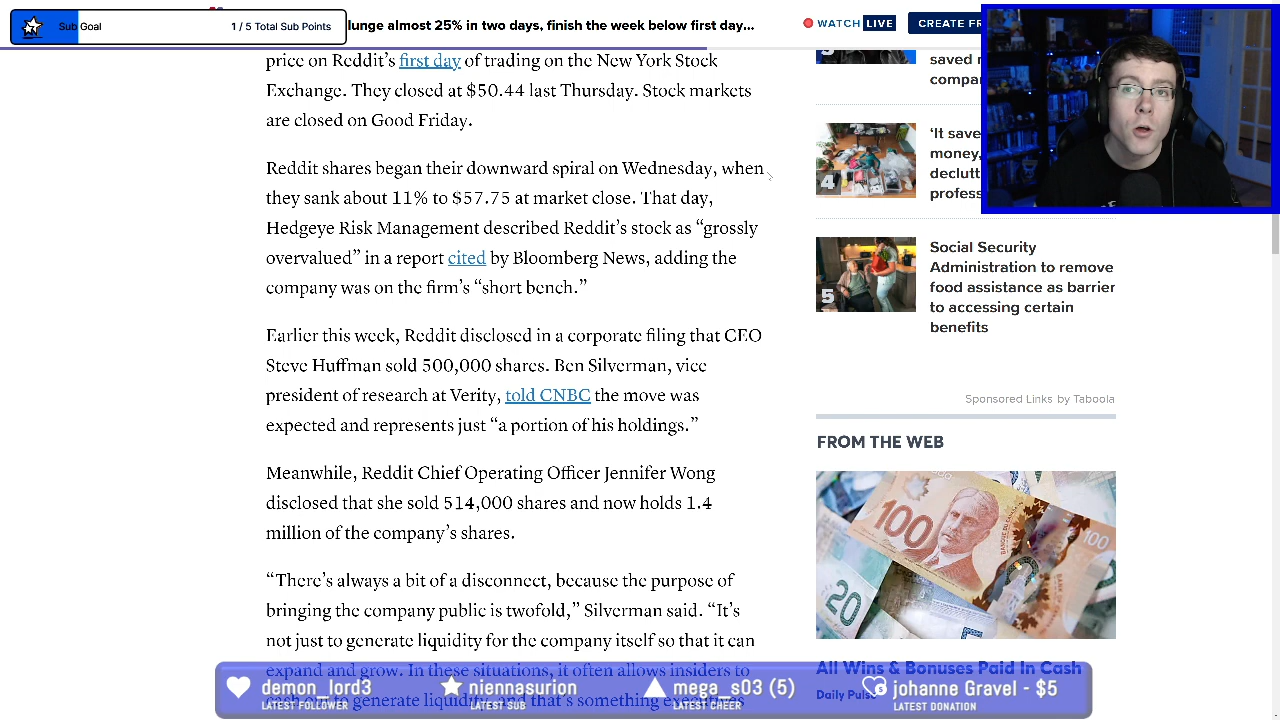 Sub Goal
1 / 5 Total Sub Points
lunge almost 25% in two days, finish the week below first day...
WATCH LIVE
CREATE FR
price on Reddit’s first day of trading on the New York Stock
Exchange. They closed at $50.44 last Thursday. Stock markets
are closed on Good Friday.
Reddit shares began their downward spiral on Wednesday, when
they sank about 11% to $57.75 at market close. That day,
Hedgeye Risk Management described Reddit’s stock as “grossly
overvalued” in a report cited by Bloomberg News, adding the
company was on the firm’s “short bench.”
Earlier this week, Reddit disclosed in a corporate filing that CEO
Steve Huffman sold 500,000 shares. Ben Silverman, vice
president of research at Verity, told CNBC the move was
expected and represents just “a portion of his holdings.”
Meanwhile, Reddit Chief Operating Officer Jennifer Wong
disclosed that she sold 514,000 shares and now holds 1.4
million of the company’s shares.
“There’s always a bit of a disconnect, because the purpose of
bringing the company public is twofold,” Silverman said. “It’s
not just to generate liquidity for the company itself so that it can
expand and grow. In these situations, it often allows insiders to
generate liquidity, and that’s something executives
saved
compa
4
‘It save
money,
declutt
profess
5
Social Security
Administration to remove
food assistance as barrier
to accessing certain
benefits
Sponsored Links by Taboola
FROM THE WEB
100
100
20
All Wins & Bonuses Paid In Cash
Daily Pulse
demon_lord3
LATEST FOLLOWER
niennasurion
LATEST SUB
mega_s03 (5)
LATEST CHEER
johanne Gravel - $5
LATEST DONATION